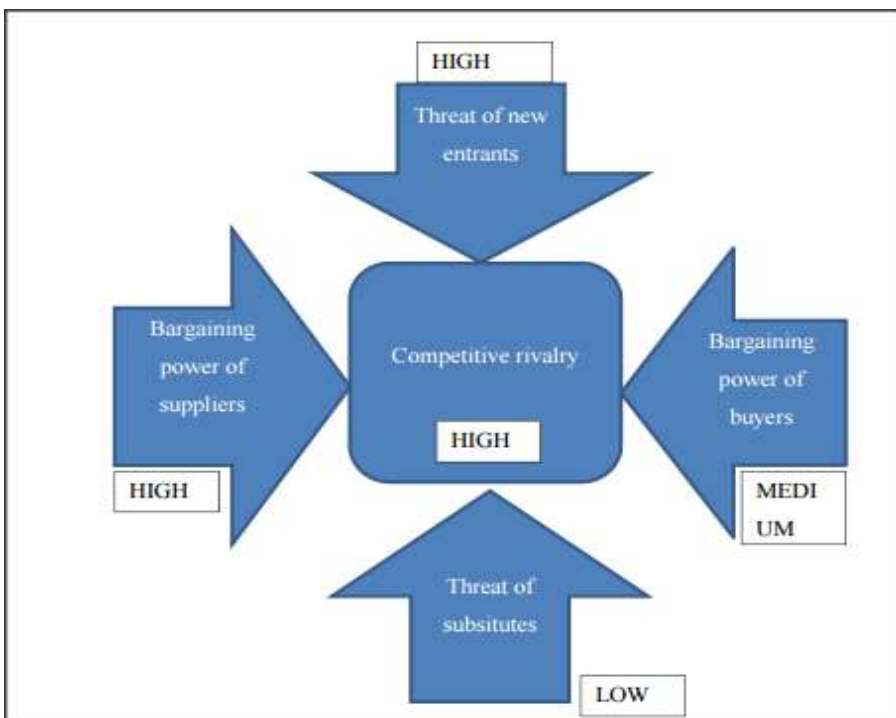 HIGH
Threat of new
entrants
Bargaining
power of
suppliers
HIGH
Competitive rivalry
HIGH
Bargaining
power of
buyers
MEDI
UM
Threat of
subsitutes
LOW